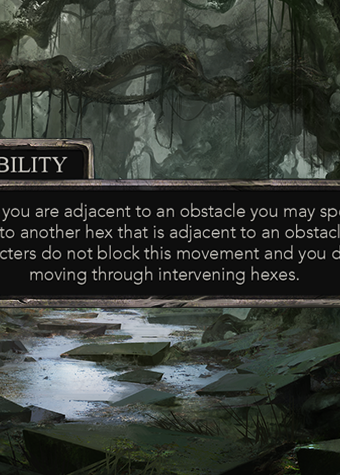 BILITY
you are adjacent to an obstacle you may spe
to another hex that is adjacent to an obstac
cters do not block this movement and you d
moving through intervening hexes.